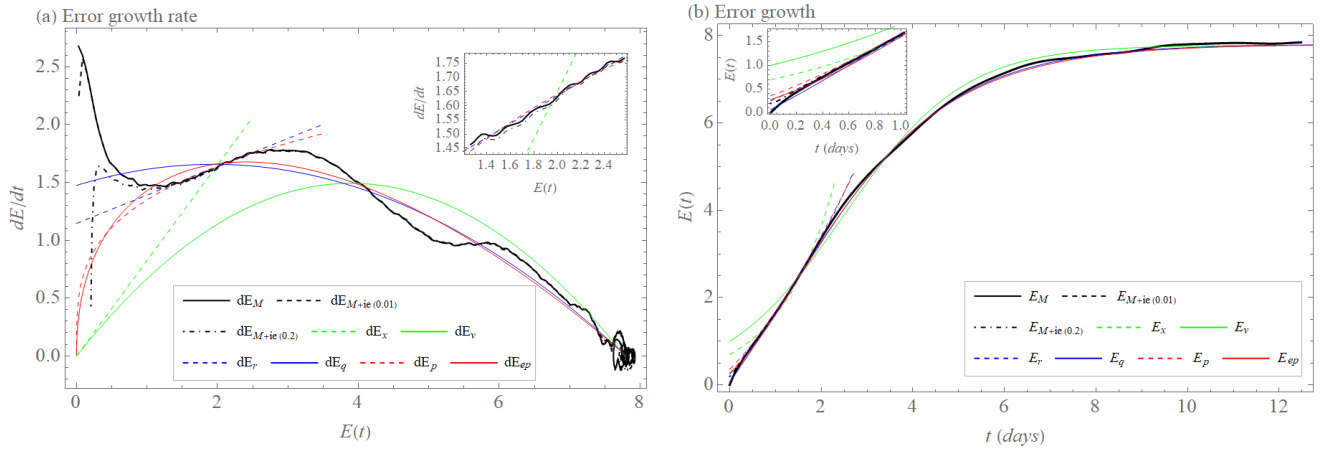 (a) Error growth rate
2.5
2.0
1.5
1.0
0.5
0.0
dE/dt
0 2 4 6 8
E(t)
1.75
1.70
1.65
1.60
1.55
1.50
1.45
dE/dt
1.4 1.6 1.8 2.0 2.2 2.4
E(t)
dE_M dE_M+ie (0.01)
dE_M+ie (0.2) dE_x dE_v
dE_r dE_q dE_p dE_ep
(b) Error growth
8
6
4
2
0
E(t)
0 2 4 6 8 10 12
t (days)
1.5
1.0
0.5
0.0
E(t)
0.0 0.2 0.4 0.6 0.8 1.0
t (days)
E_M E_M+ie (0.01)
E_M+ie (0.2) E_x E_v
E_r E_q E_p E_ep